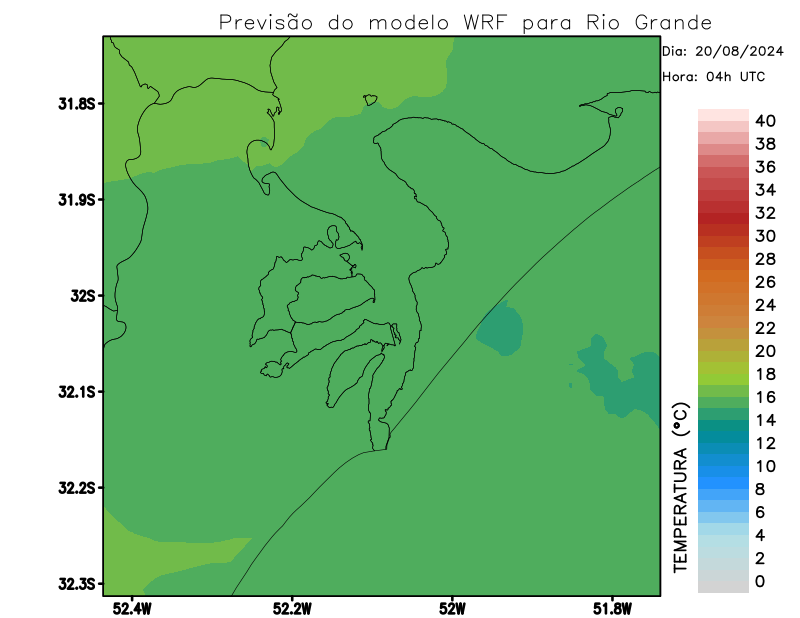 Previsão do modelo WRF para Rio Grande
Dia: 20/08/2024
Hora: 04h UTC
31.8S
31.9S
32S
32.1S
32.2S
32.3S
52.4W
52.2W
52W
51.8W
TEMPERATURA (°C)
40
38
36
34
32
30
28
26
24
22
20
18
16
14
12
10
8
6
4
2
0